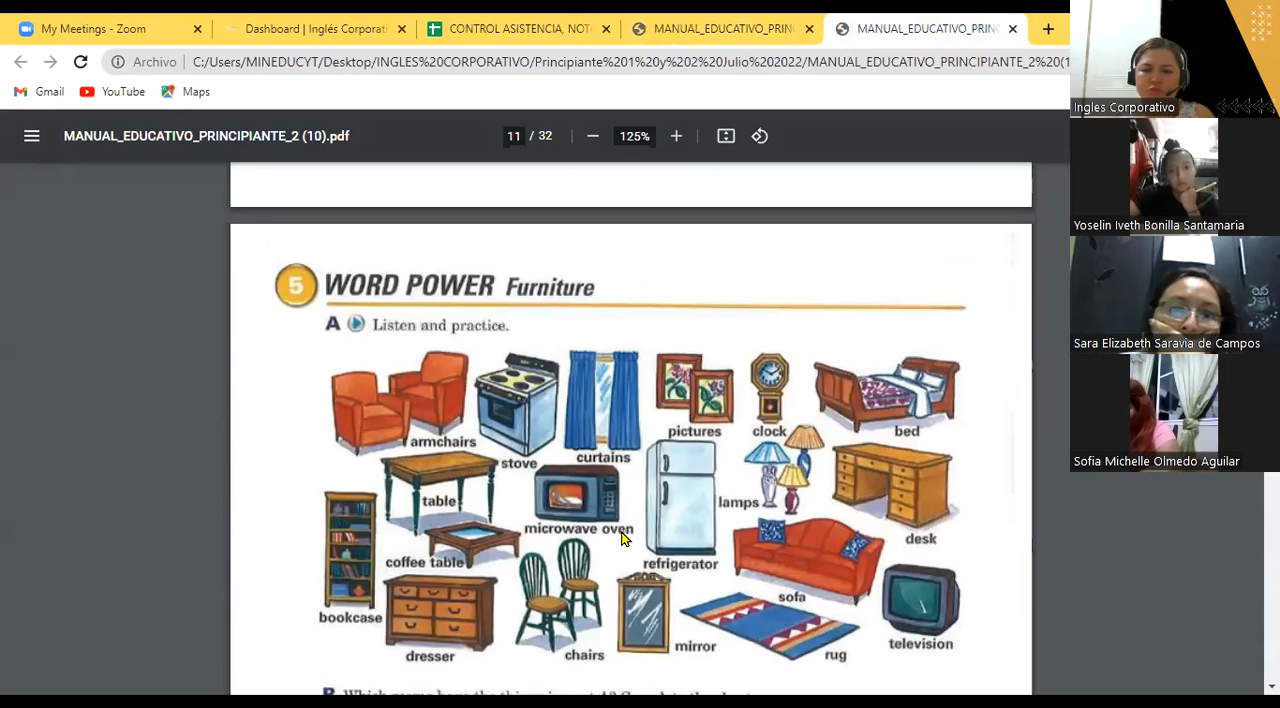 My Meetings - Zoom
Dashboard | Inglés Corporati
CONTROL ASISTENCIA, NOT
MANUAL_EDUCATIVO_PRIN
MANUAL_EDUCATIVO_PRIN
Archivo
C:/Users/MINEDUCYT/Desktop/INGLES%20CORPORATIVO/Principiante%201%20y%202%20Julio%202022/MANUAL_EDUCATIVO_PRINCIPIANTE_2%20(1
Gmail
YouTube
Maps
MANUAL_EDUCATIVO_PRINCIPIANTE_2 (10).pdf
11 / 32
125%
5 WORD POWER Furniture
A Listen and practice.
armchairs
stove
curtains
pictures
clock
bed
table
microwave oven
lamps
desk
coffee table
refrigerator
sofa
bookcase
dresser
chairs
mirror
rug
television
Ingles Corporativo
Yoselin Iveth Bonilla Santamaria
Sara Elizabeth Saravia de Campos
Sofia Michelle Olmedo Aguilar